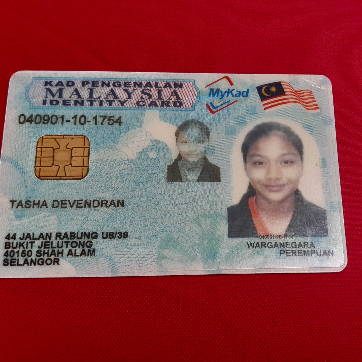 KAD PENGENALAN
MALAYSIA
IDENTITY CARD
MyKad
040901-10-1754
TASHA DEVENDRAN
44 JALAN RABUNG U8/38
BUKIT JELUTONG
40150 SHAH ALAM
SELANGOR
WARGANEGARA
PEREMPUAN